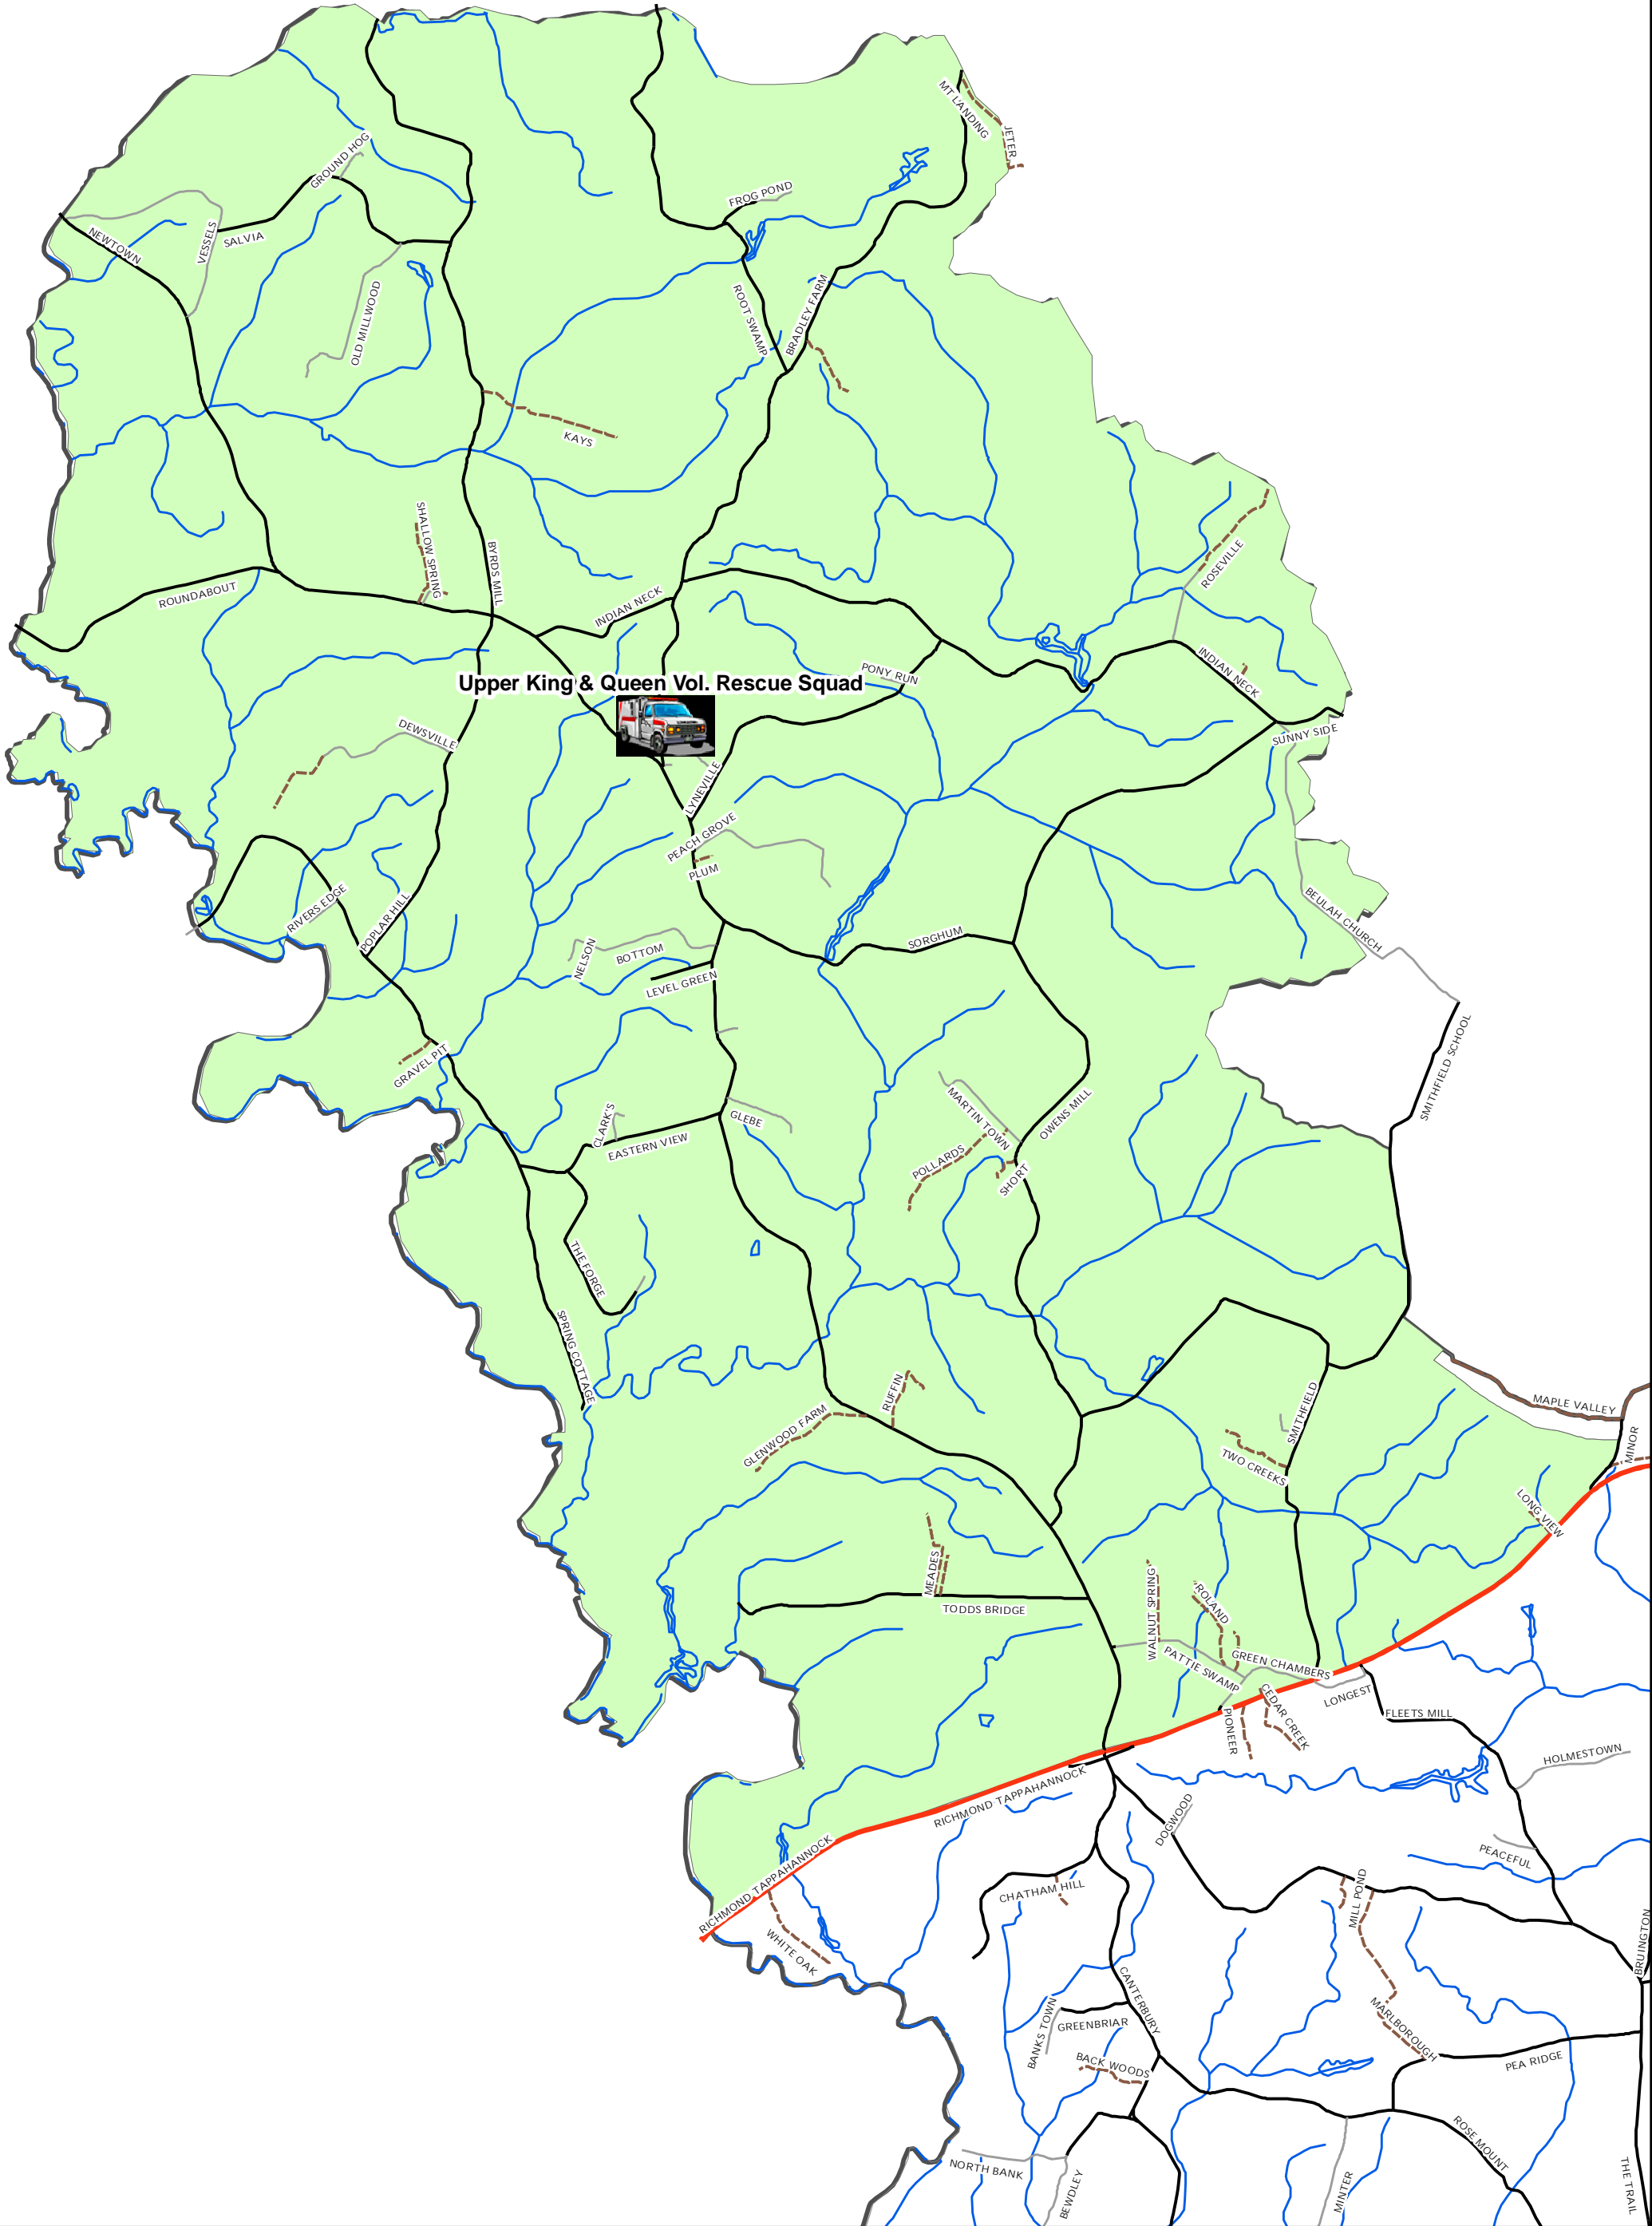 MT LANDING
JETER
GROUND HOG
FROG POND
NEWTOWN
VESSELS
SALVIA
OLD MILLWOOD
ROOT SWAMP
BRADLEY FARM
KAYS
SHALLOW SPRING
BYRDS MILL
ROSEVILLE
ROUNDABOUT
INDIAN NECK
PONY RUN
INDIAN NECK
Upper King & Queen Vol. Rescue Squad
DEWSVILLE
SUNNY SIDE
LYNEVILLE
PEACH GROVE
PLUM
RIVERS EDGE
POPLAR HILL
BEULAH CHURCH
SORGHUM
NELSON
BOTTOM
LEVEL GREEN
SMITHFIELD SCHOOL
GRAVEL PIT
MARTIN TOWN
OWENS MILL
CLARK'S
GLEBE
EASTERN VIEW
POLLARDS
SHORT
THE FORGE
SPRING COTTAGE
RUFFIN
GLENWOOD FARM
SMITHFIELD
MAPLE VALLEY
MINOR
TWO CREEKS
LONG VIEW
MEADES
TODDS BRIDGE
WALNUT SPRING
ROLAND
PATTIE SWAMP
GREEN CHAMBERS
LONGEST
CEDAR CREEK
PIONEER
FLEETS MILL
HOLMESTOWN
RICHMOND TAPPAHANNOCK
DOGWOOD
RICHMOND TAPPAHANNOCK
PEACEFUL
CHATHAM HILL
MILL POND
WHITE OAK
BRUINGTON
CANTERBURY
BANKS TOWN
GREENBRIAR
MARLBOROUGH
BACK WOODS
PEA RIDGE
ROSE MOUNT
NORTH BANK
BEWDLEY
MINTER
THE TRAIL